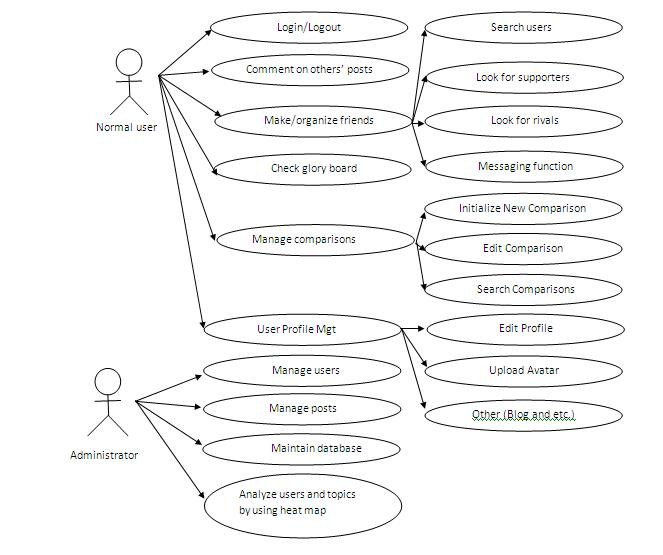 Login/Logout
Search users
Comment on others' posts
Look for supporters
Normal user
Make/organize friends
Look for rivals
Check glory board
Messaging function
Initialize New Comparison
Manage comparisons
Edit Comparison
Search Comparisons
User Profile Mgt
Edit Profile
Manage users
Upload Avatar
Manage posts
Other (Blog and etc.)
Maintain database
Administrator
Analyze users and topics
by using heat map